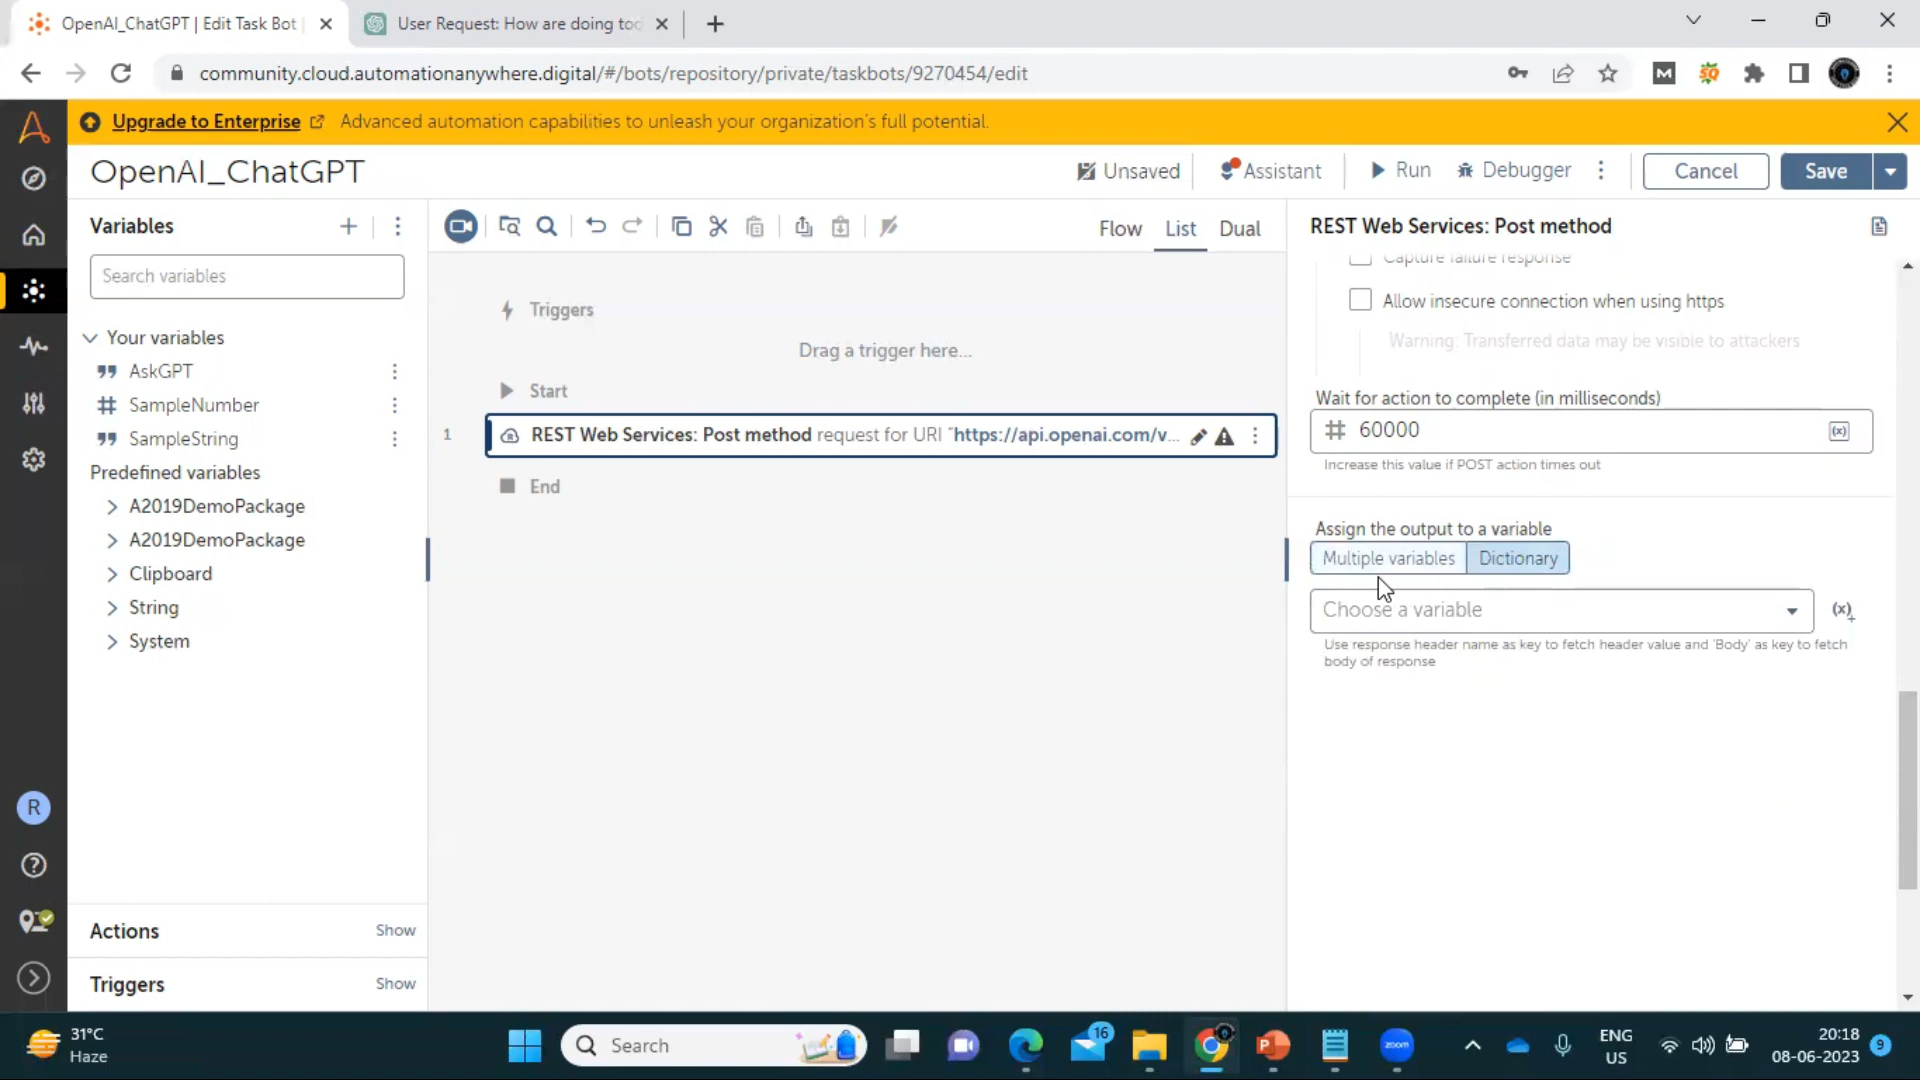 OpenAI_ChatGPT | Edit Task Bot
User Request: How are doing too
community.cloud.automationanywhere.digital/#/bots/repository/private/taskbots/9270454/edit
Upgrade to Enterprise Advanced automation capabilities to unleash your organization's full potential.
OpenAI_ChatGPT
Unsaved
Assistant
Run
Debugger
Cancel
Save
Variables
Search variables
Your variables
AskGPT
SampleNumber
SampleString
Predefined variables
A2019DemoPackage
A2019DemoPackage
Clipboard
String
System
Actions Show
Triggers Show
Flow List Dual
Triggers
Drag a trigger here...
Start
1 REST Web Services: Post method request for URI "https://api.openai.com/v...
End
REST Web Services: Post method
Capture failure response
Allow insecure connection when using https
Warning: Transferred data may be visible to attackers
Wait for action to complete (in milliseconds)
# 60000 (x)
Increase this value if POST action times out
Assign the output to a variable
Multiple variables Dictionary
Choose a variable (x)+
Use response header name as key to fetch header value and 'Body' as key to fetch
body of response
R
31°C
Haze
Search
16
zoom
ENG
US
20:18
08-06-2023
9